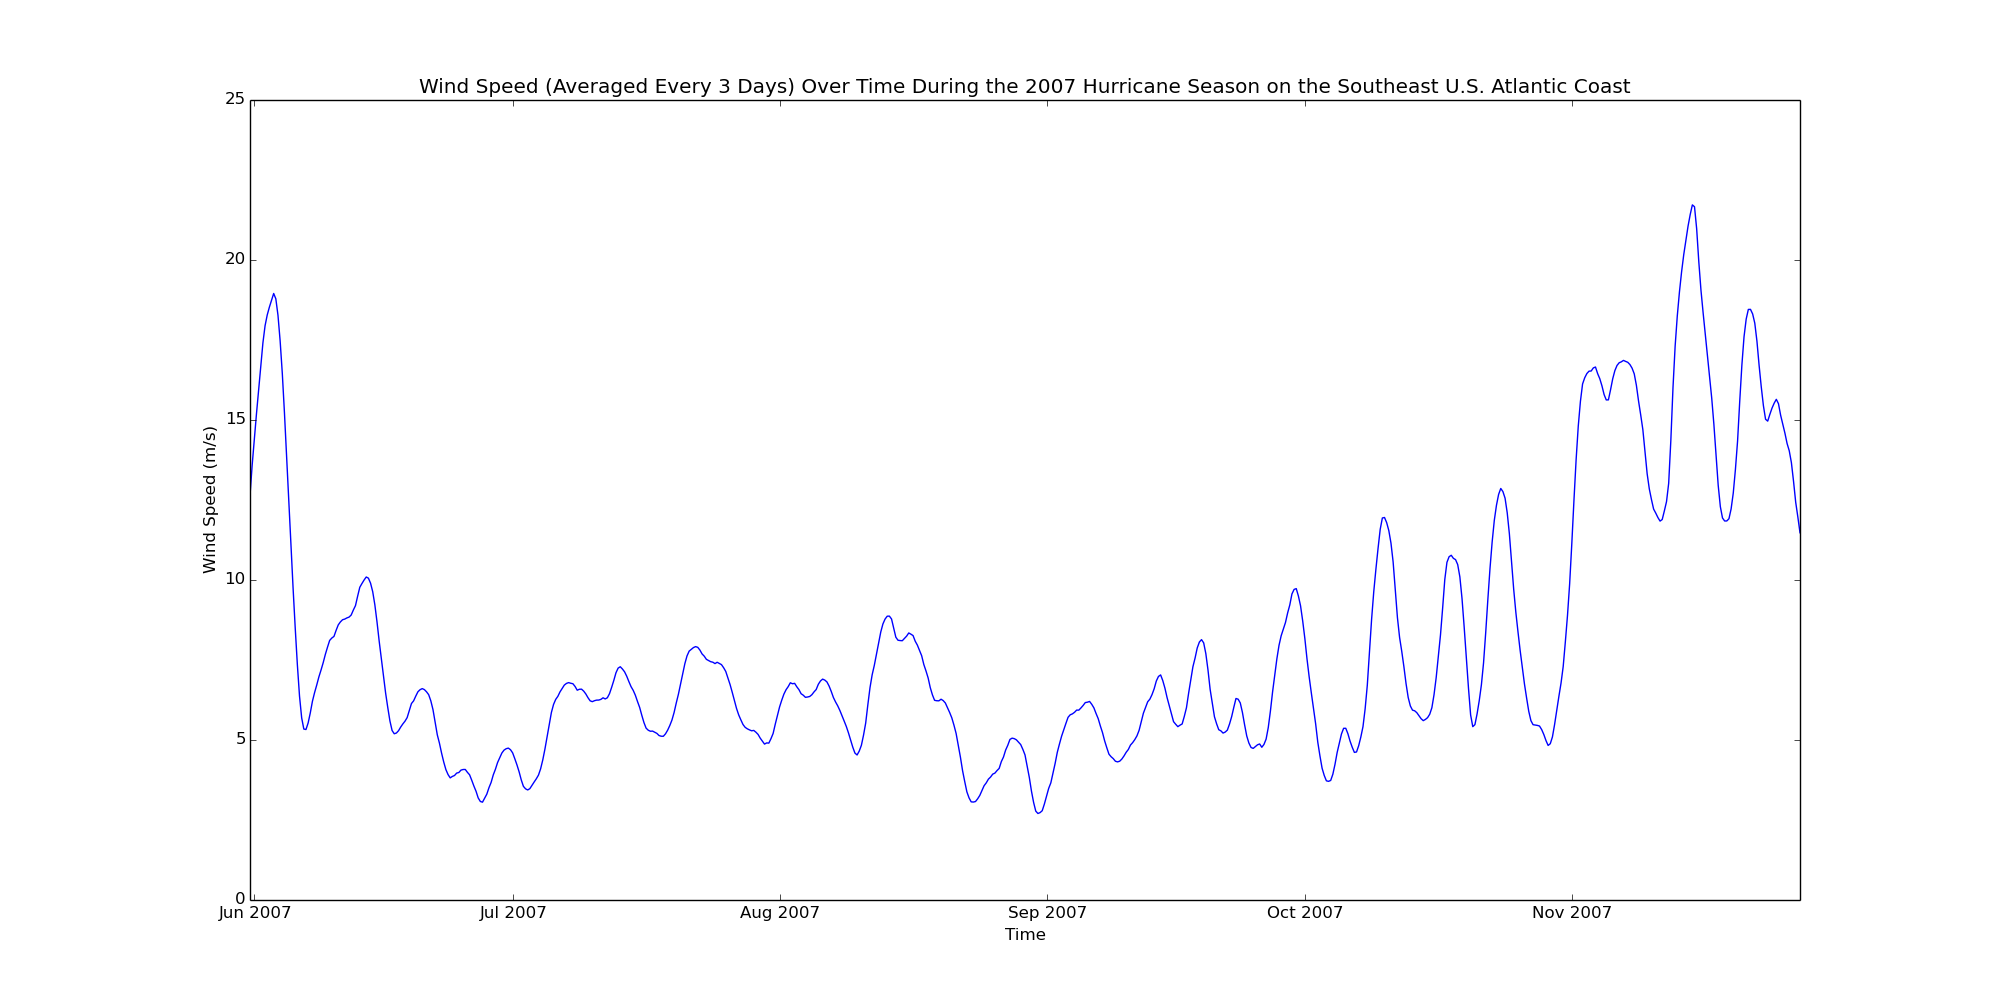 Wind Speed (Averaged Every 3 Days) Over Time During the 2007 Hurricane Season on the Southeast U.S. Atlantic Coast
25
20
15
10
5
0
Wind Speed (m/s)
Jun 2007 Jul 2007 Aug 2007 Sep 2007 Oct 2007 Nov 2007
Time